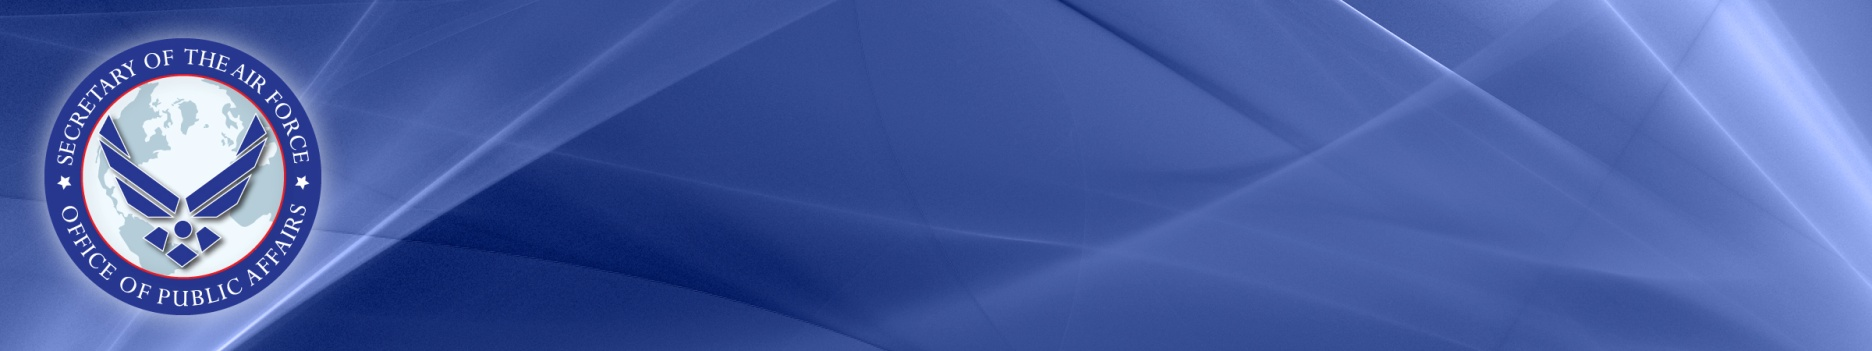 SECRETARY OF THE AIR FORCE
OFFICE OF PUBLIC AFFAIRS